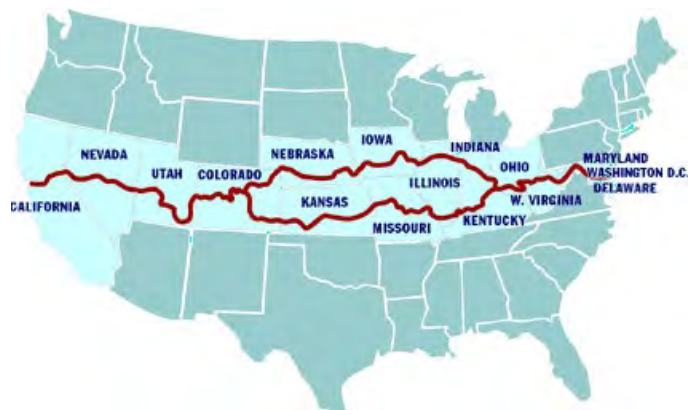 NEVADA
UTAH
COLORADO
NEBRASKA
IOWA
INDIANA
OHIO
MARYLAND
WASHINGTON D.C.
DELAWARE
CALIFORNIA
KANSAS
ILLINOIS
W. VIRGINIA
MISSOURI
KENTUCKY